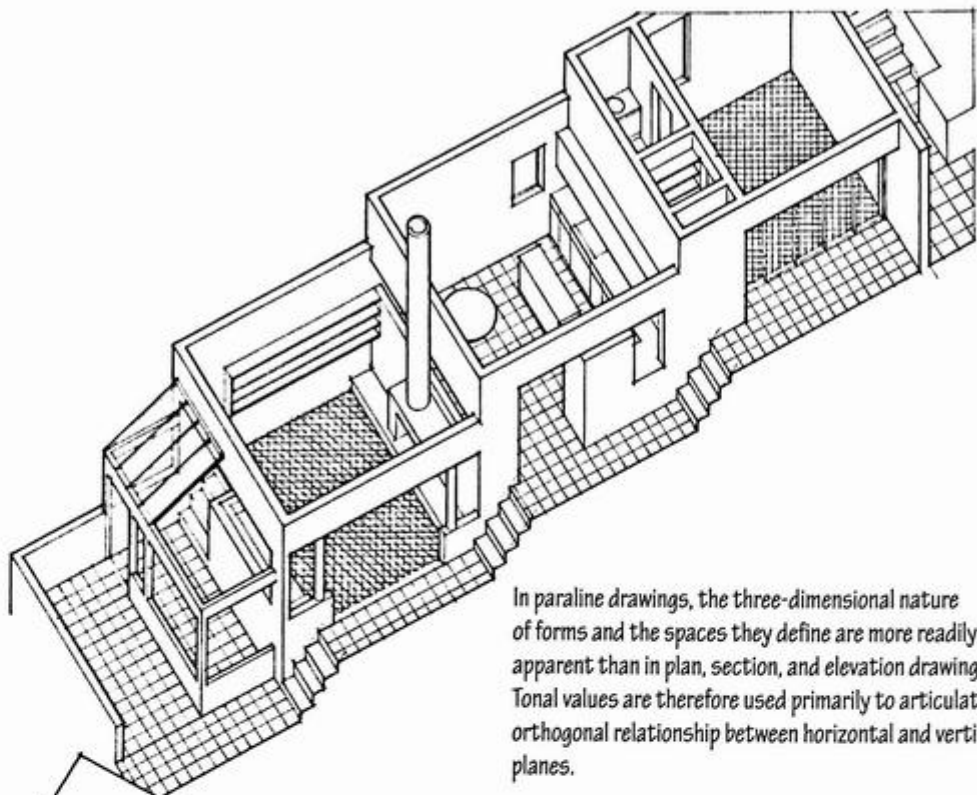 In paraline drawings, the three-dimensional nature
of forms and the spaces they define are more readily
apparent than in plan, section, and elevation drawing
Tonal values are therefore used primarily to articulat
orthogonal relationship between horizontal and verti
planes.